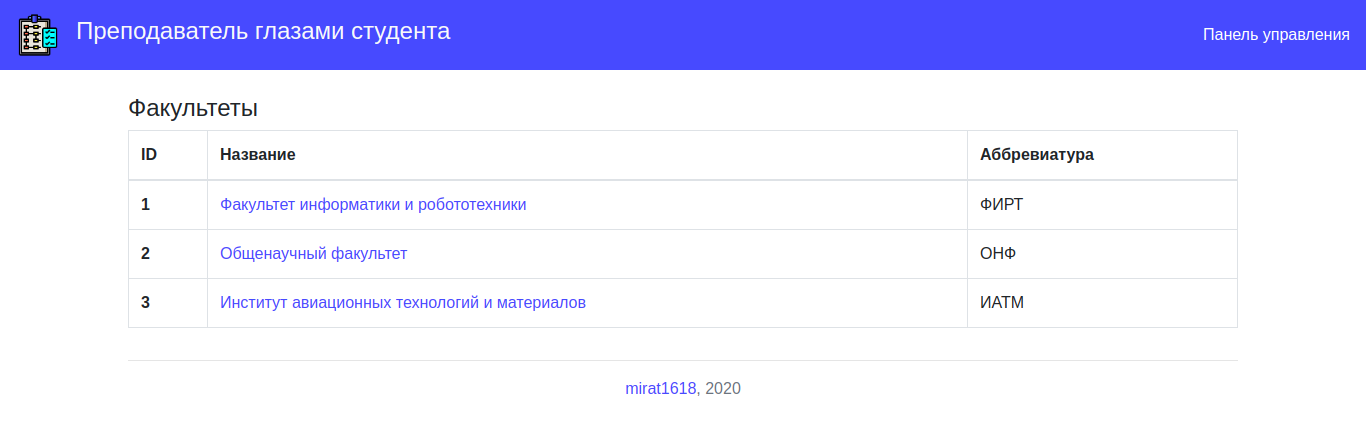 Преподаватель глазами студента
Панель управления
Факультеты
ID Название Аббревиатура
1 Факультет информатики и робототехники ФИРТ
2 Общенаучный факультет ОНФ
3 Институт авиационных технологий и материалов ИАТМ
mirat1618, 2020